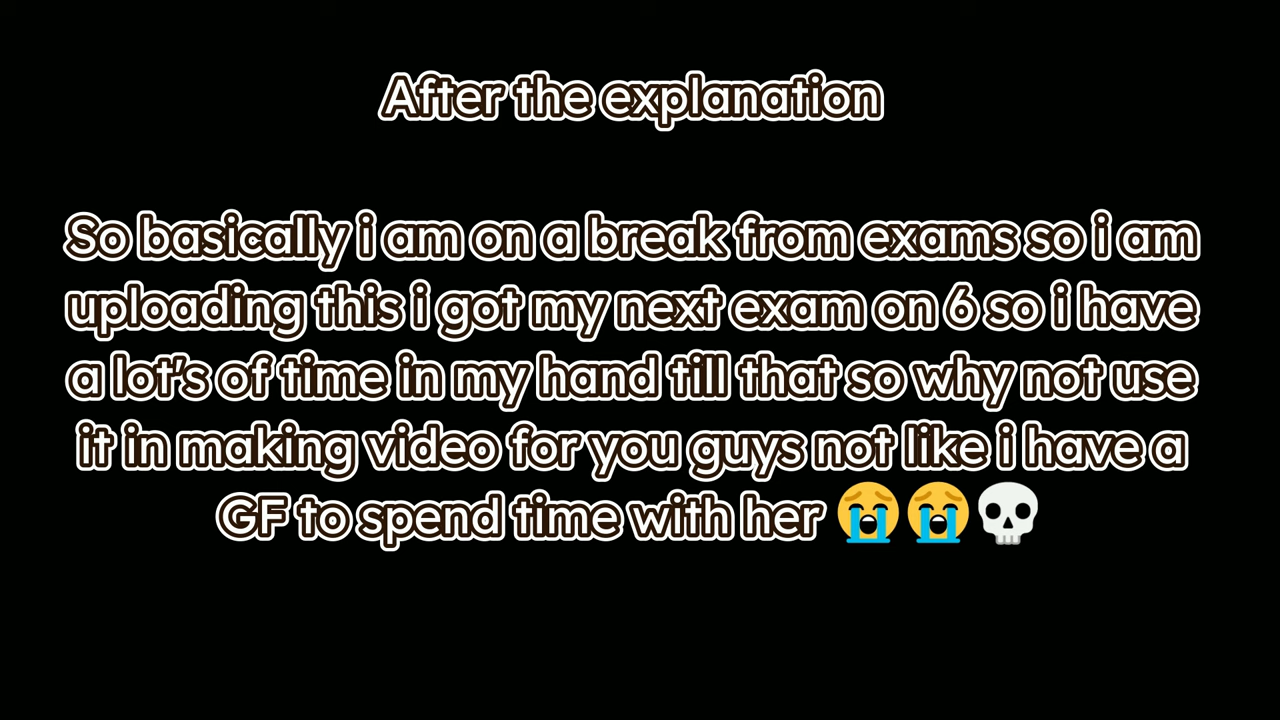 After the explanation
So basically i am on a break from exams so i am
uploading this i got my next exam on 6 so i have
a lot's of time in my hand till that so why not use
it in making video for you guys not like i have a
GF to spend time with her 😭😭💀